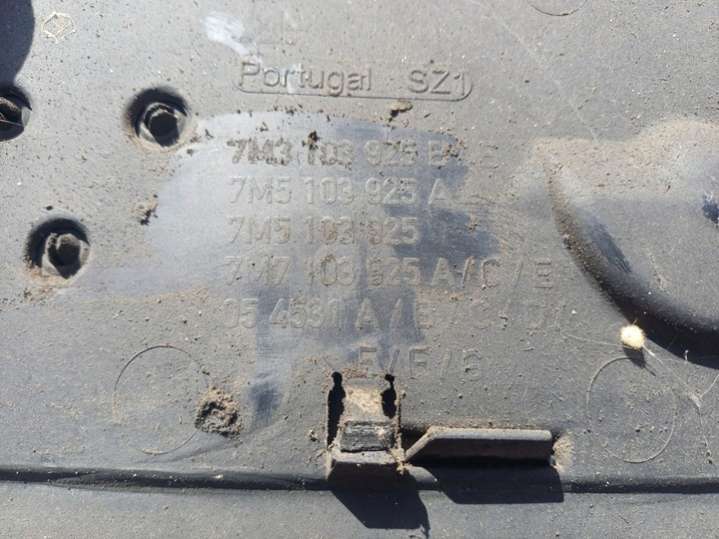 Portugal SZ1
7M3 103 925 B / E
7M5 103 925 A
7M5 103 925
7M7 103 925 A / C / E
05 4531 A / B / C / D /
E / F / G